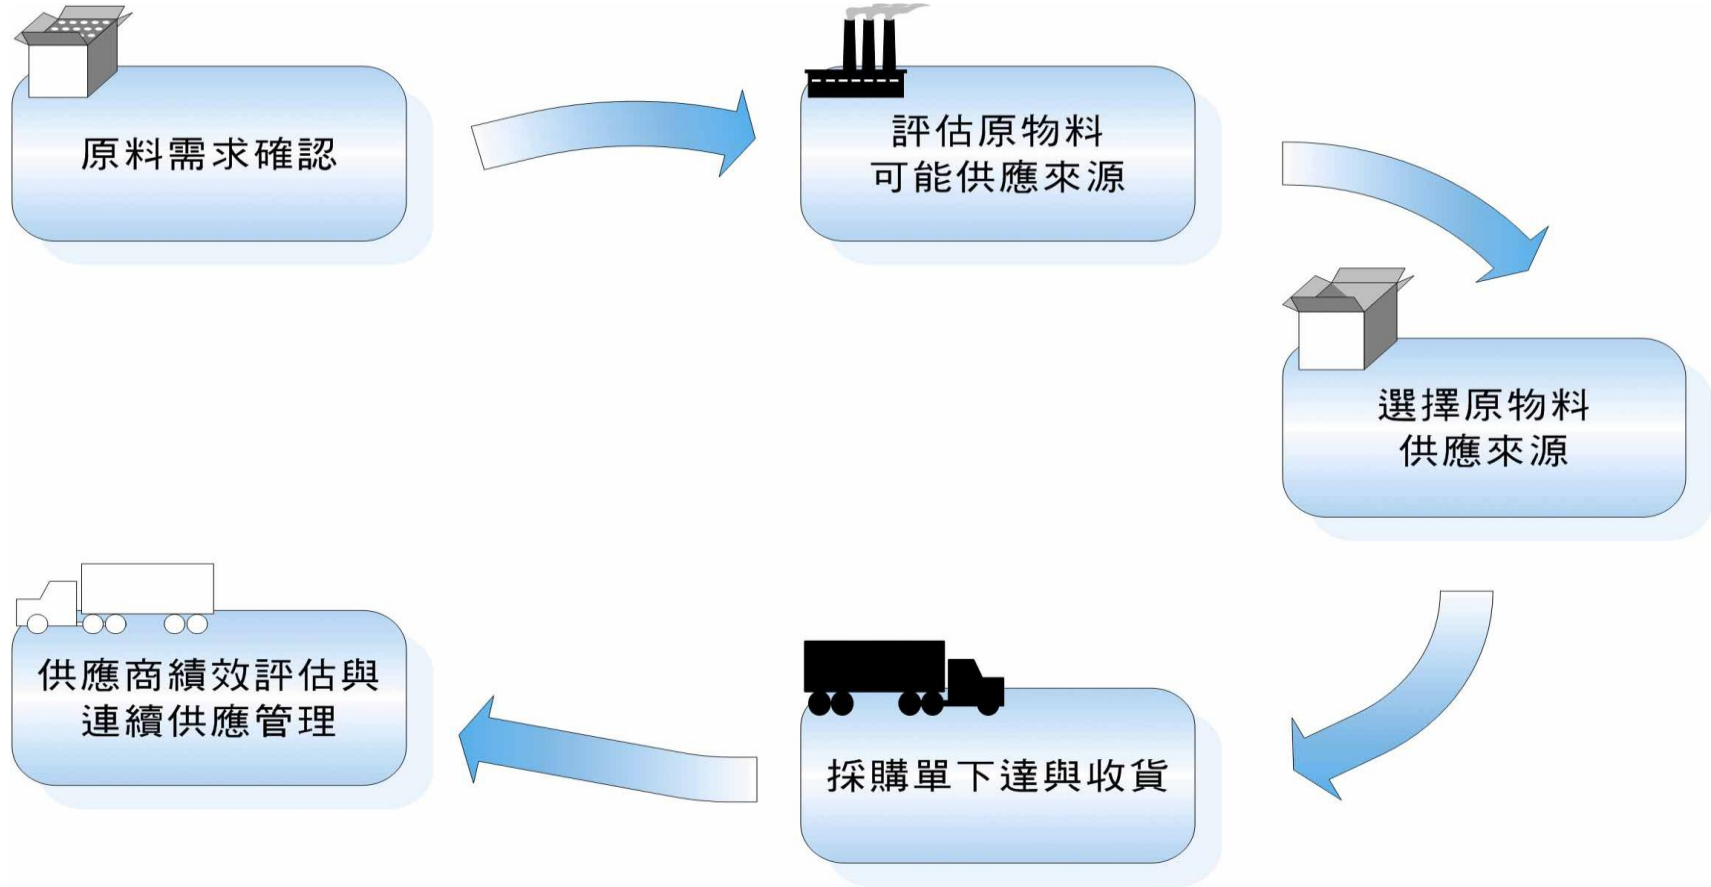 原料需求確認
評估原物料
可能供應來源
選擇原物料
供應來源
採購單下達與收貨
供應商績效評估與
連續供應管理